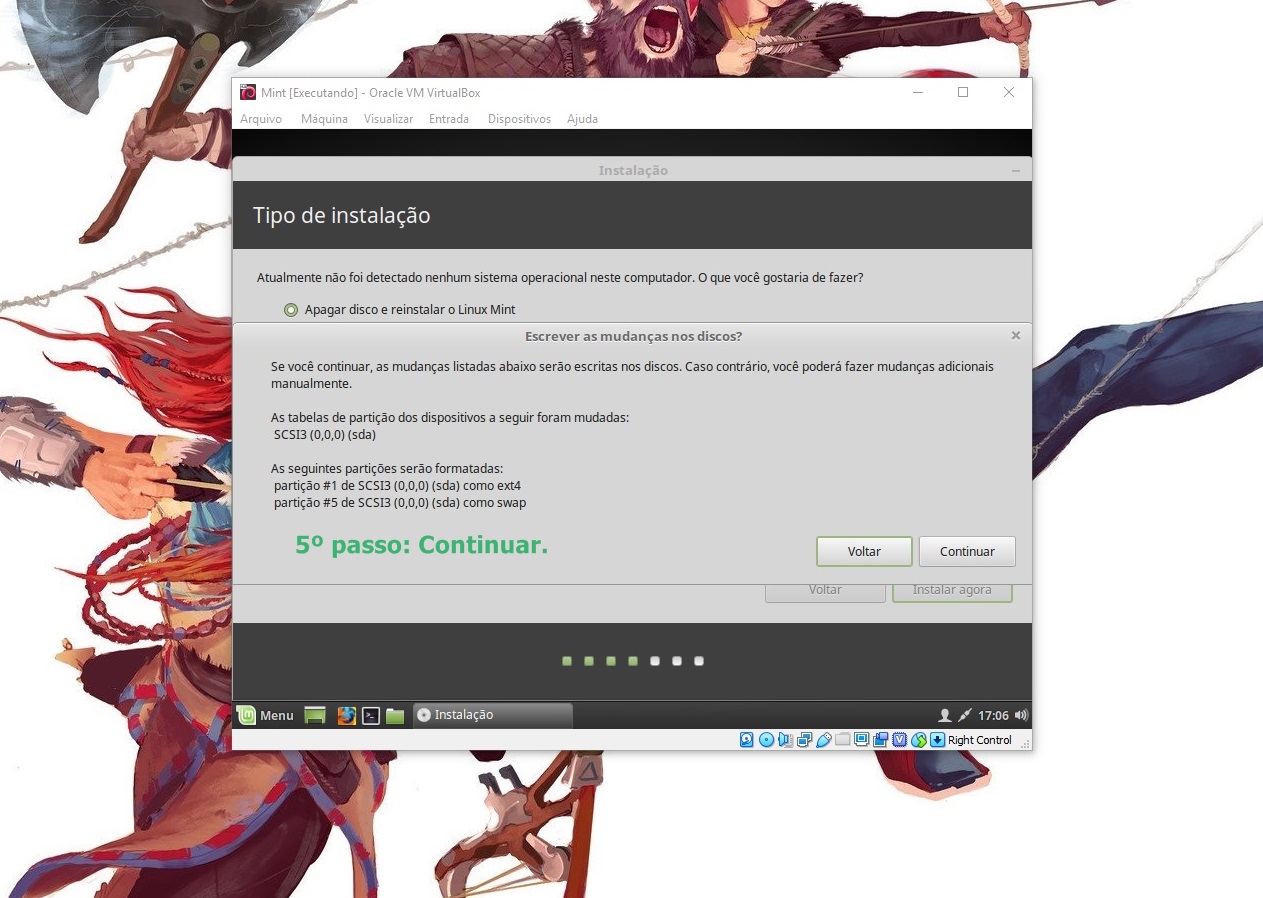 Mint [Executando] - Oracle VM VirtualBox
Arquivo Máquina Visualizar Entrada Dispositivos Ajuda
Instalação
Tipo de instalação
Atualmente não foi detectado nenhum sistema operacional neste computador. O que você gostaria de fazer?
Apagar disco e reinstalar o Linux Mint
Escrever as mudanças nos discos?
Se você continuar, as mudanças listadas abaixo serão escritas nos discos. Caso contrário, você poderá fazer mudanças adicionais
manualmente.
As tabelas de partição dos dispositivos a seguir foram mudadas:
SCSI3 (0,0,0) (sda)
As seguintes partições serão formatadas:
partição #1 de SCSI3 (0,0,0) (sda) como ext4
partição #5 de SCSI3 (0,0,0) (sda) como swap
5º passo: Continuar.
Voltar Continuar
Voltar Instalar agora
Menu Instalação 17:06
Right Control